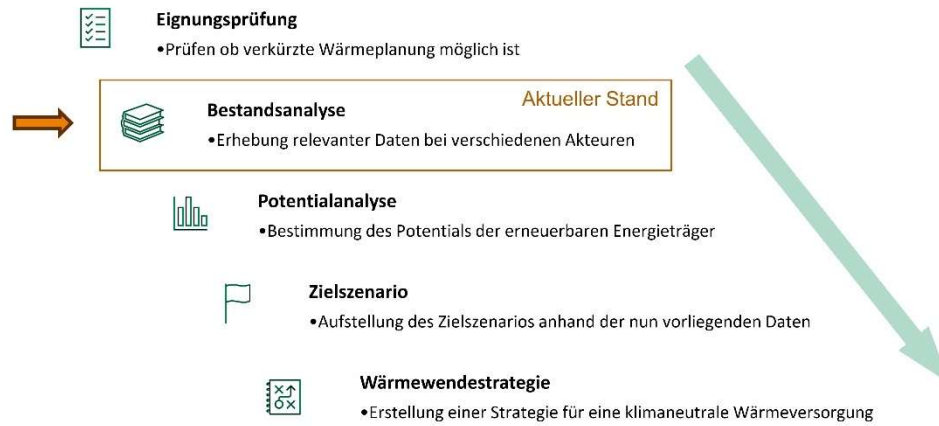 Eignungsprüfung
•Prüfen ob verkürzte Wärmeplanung möglich ist
Aktueller Stand
Bestandsanalyse
•Erhebung relevanter Daten bei verschiedenen Akteuren
Potentialanalyse
•Bestimmung des Potentials der erneuerbaren Energieträger
Zielszenario
•Aufstellung des Zielszenarios anhand der nun vorliegenden Daten
Wärmewendestrategie
•Erstellung einer Strategie für eine klimaneutrale Wärmeversorgung